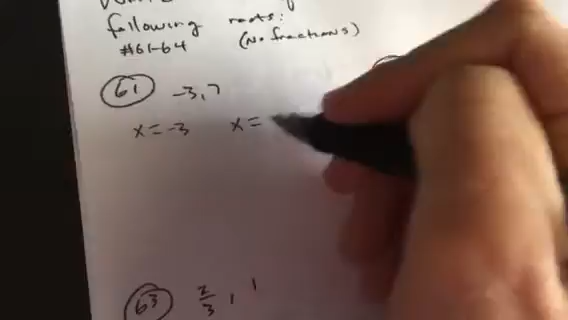 following roots:
#61-64 (No fractions)
61 -3, 7
x = -3 x =
63 2/3, 1